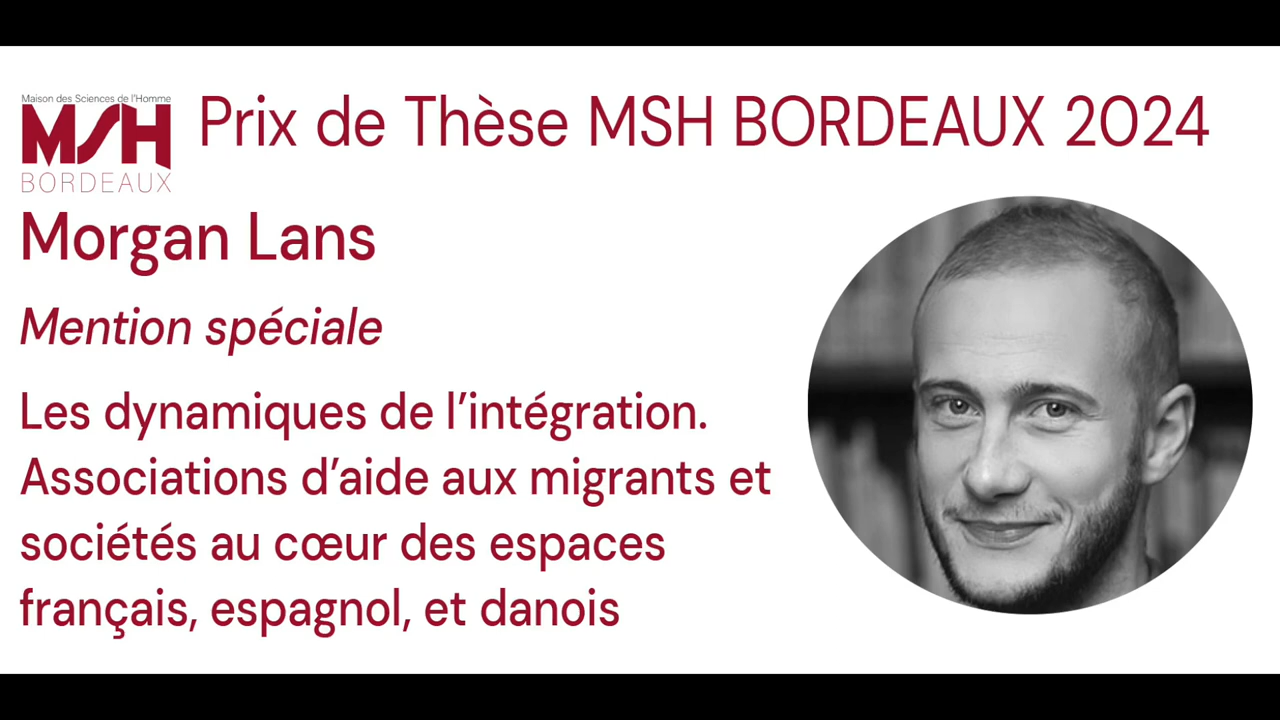 Maison des Sciences de l'Homme
MSH
BORDEAUX
Prix de Thèse MSH BORDEAUX 2024
Morgan Lans
Mention spéciale
Les dynamiques de l’intégration.
Associations d’aide aux migrants et
sociétés au cœur des espaces
français, espagnol, et danois